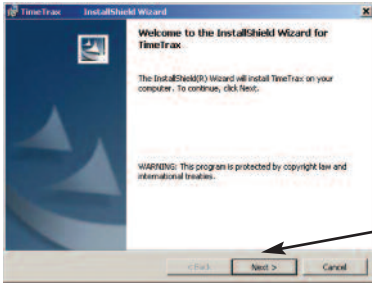 TimeTrax InstallShield Wizard
Welcome to the InstallShield Wizard for
TimeTrax
The InstallShield(R) Wizard will install TimeTrax on your
computer. To continue, click Next.
WARNING: This program is protected by copyright law and
international treaties.
< Back Next > Cancel